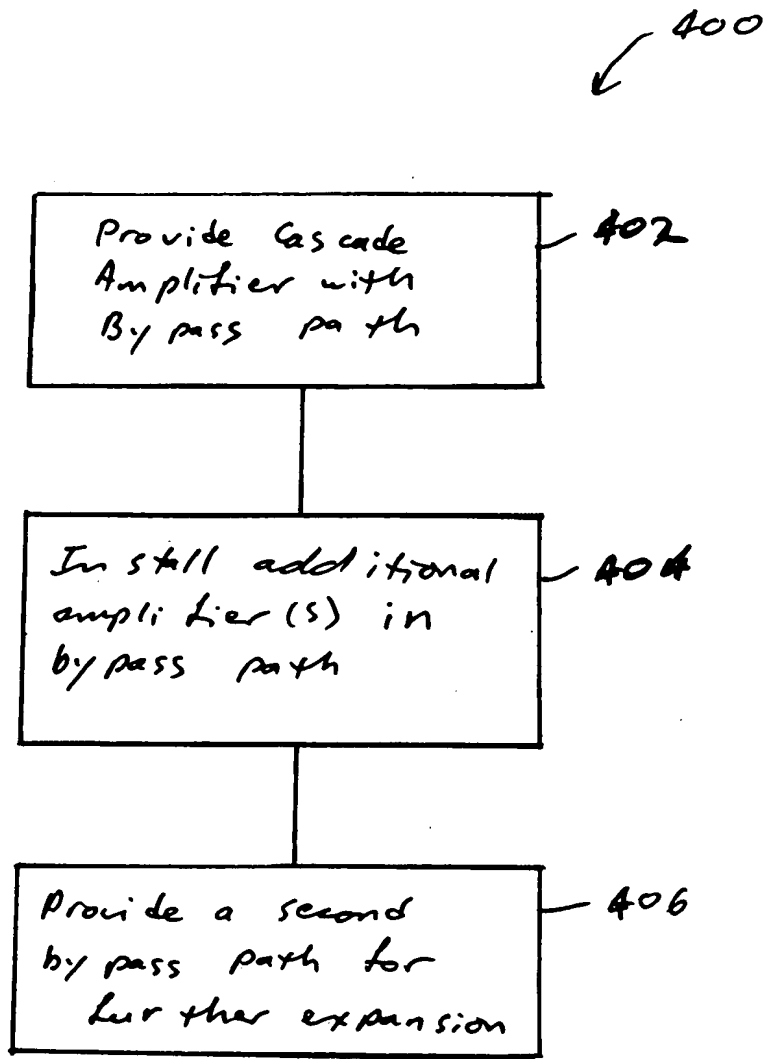 400
Provide Cascade
Amplifier with
Bypass path
402
Install additional
amplifier(s) in
bypass path
404
Provide a second
bypass path for
further expansion
406